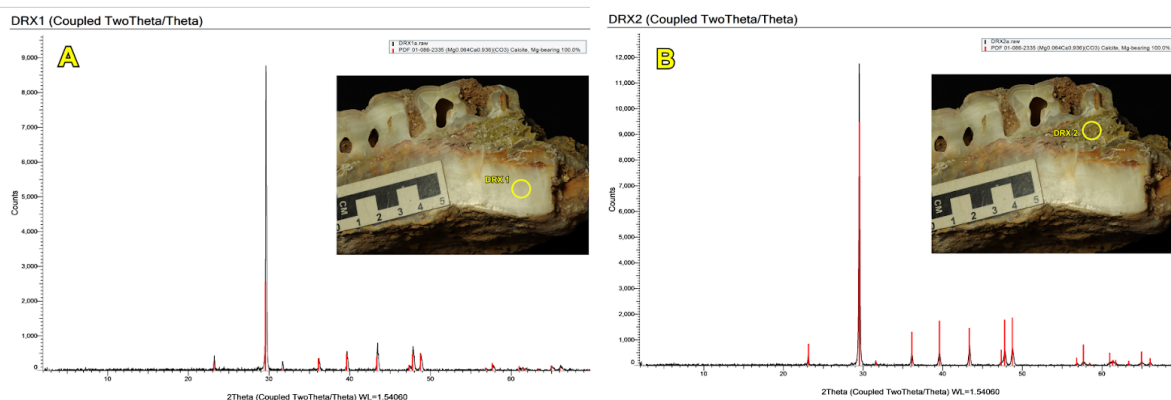 DRX1 (Coupled TwoTheta/Theta)
DRX1a.raw
PDF 01-086-2335 (Mg0.064Ca0.936)(CO3) Calcite, Mg-bearing 100.0%
A
9,000
8,000
7,000
6,000
5,000
4,000
3,000
2,000
1,000
0
Counts
DRX 1
CM
0 1 2 3 4 5
10 20 30 40 50 60
2Theta (Coupled TwoTheta/Theta) WL=1.54060
DRX2 (Coupled TwoTheta/Theta)
DRX2a.raw
PDF 01-086-2335 (Mg0.064Ca0.936)(CO3) Calcite, Mg-bearing 100.0%
B
12,000
11,000
10,000
9,000
8,000
7,000
6,000
5,000
4,000
3,000
2,000
1,000
0
Counts
DRX 2
CM
0 1 2 3 4 5
10 20 30 40 50 60
2Theta (Coupled TwoTheta/Theta) WL=1.54060